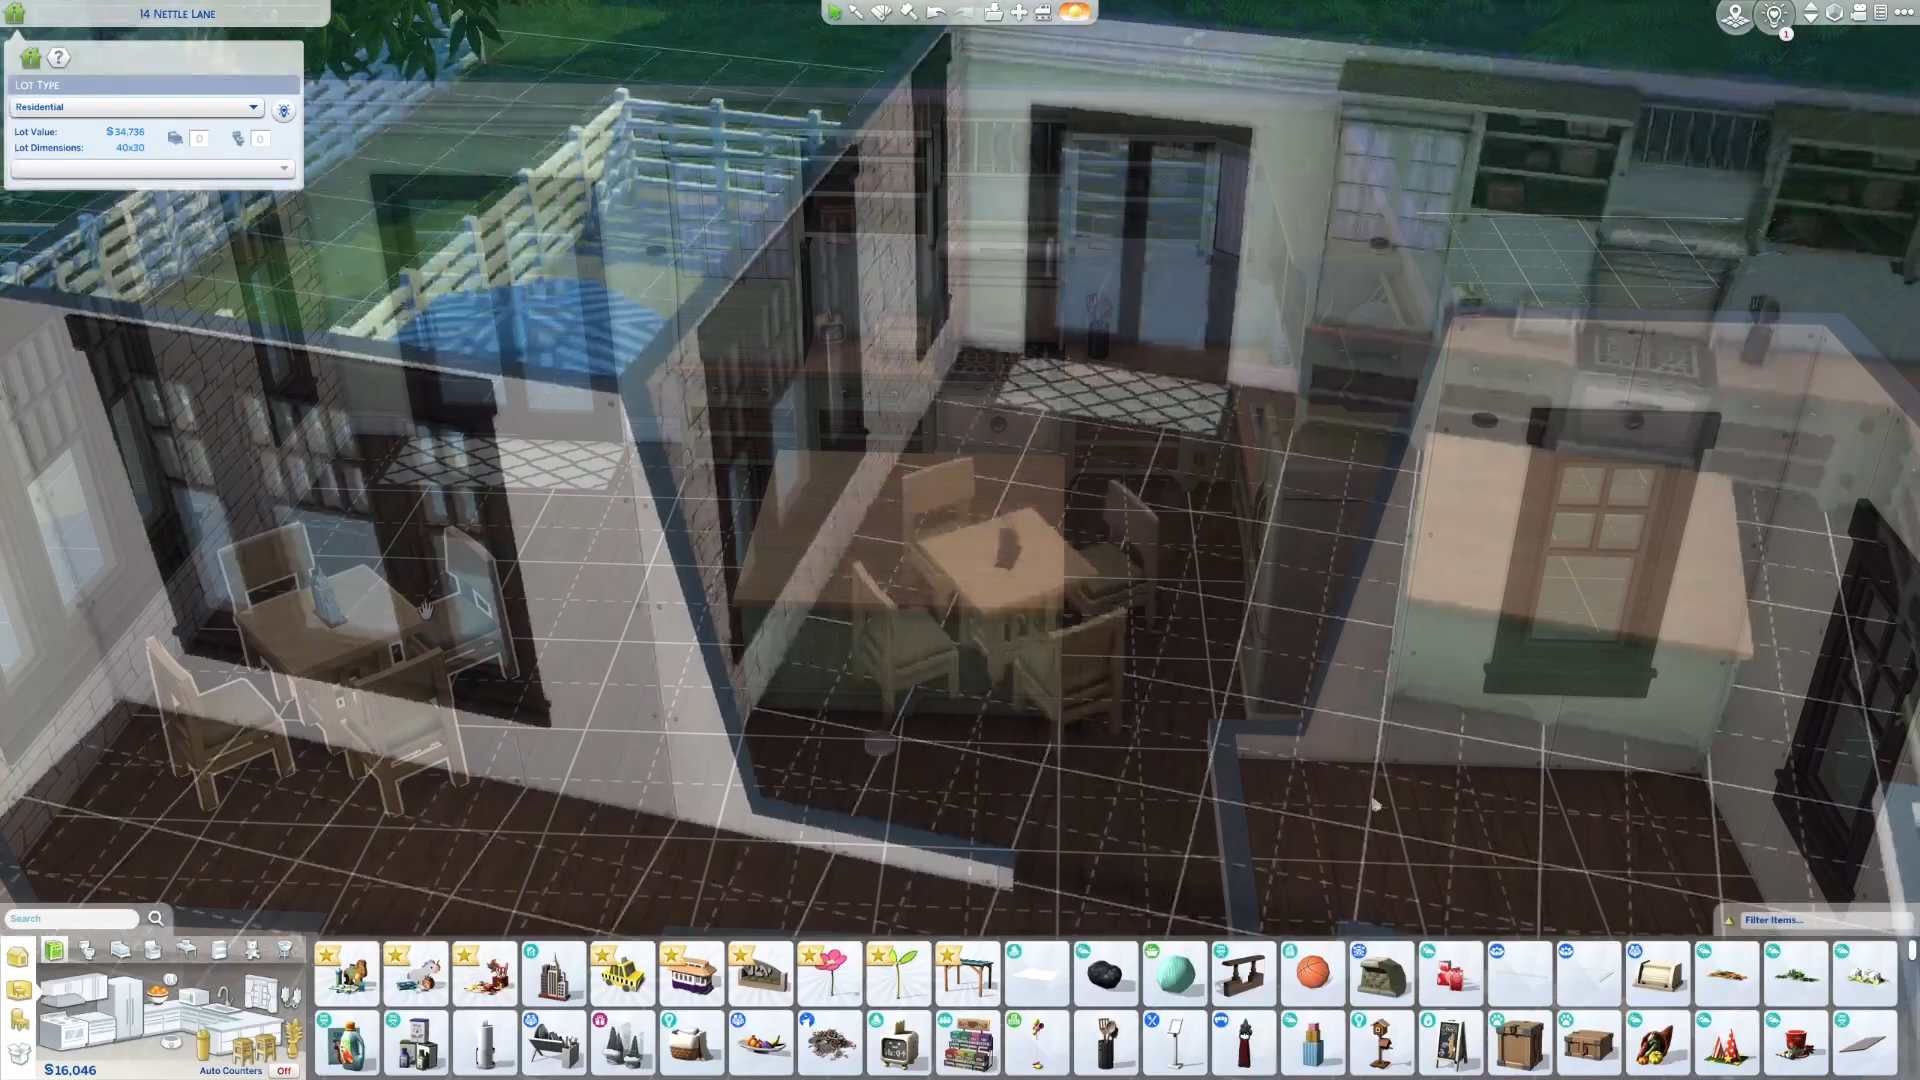 14 NETTLE LANE
LOT TYPE
Residential
Lot Value: $34,736
0
0
Lot Dimensions: 40x30
1
Search
Filter Items...
$16,046
Auto Counters
Off